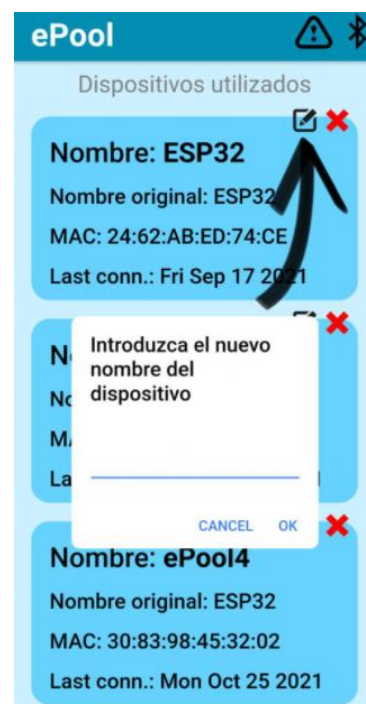 ePool
Dispositivos utilizados
Nombre: ESP32
Nombre original: ESP32
MAC: 24:62:AB:ED:74:CE
Last conn.: Fri Sep 17 2021
Introduzca el nuevo
nombre del
dispositivo
CANCEL OK
Nombre: ePool4
Nombre original: ESP32
MAC: 30:83:98:45:32:02
Last conn.: Mon Oct 25 2021